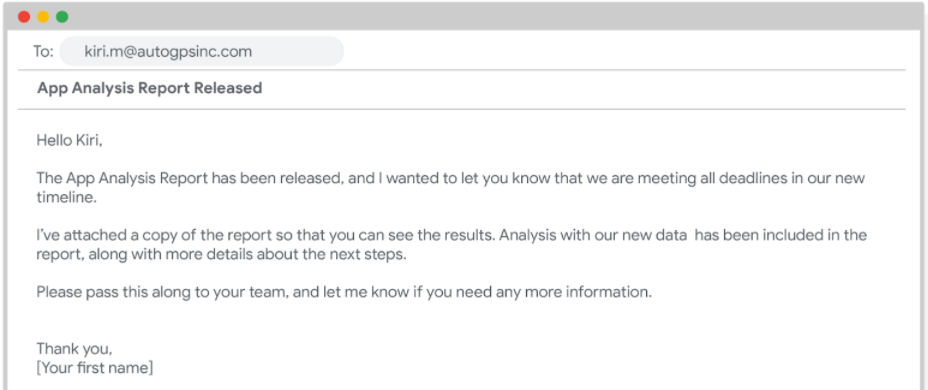 To: kiri.m@autogpsinc.com
App Analysis Report Released
Hello Kiri,
The App Analysis Report has been released, and I wanted to let you know that we are meeting all deadlines in our new
timeline.
I've attached a copy of the report so that you can see the results. Analysis with our new data  has been included in the
report, along with more details about the next steps.
Please pass this along to your team, and let me know if you need any more information.
Thank you,
[Your first name]